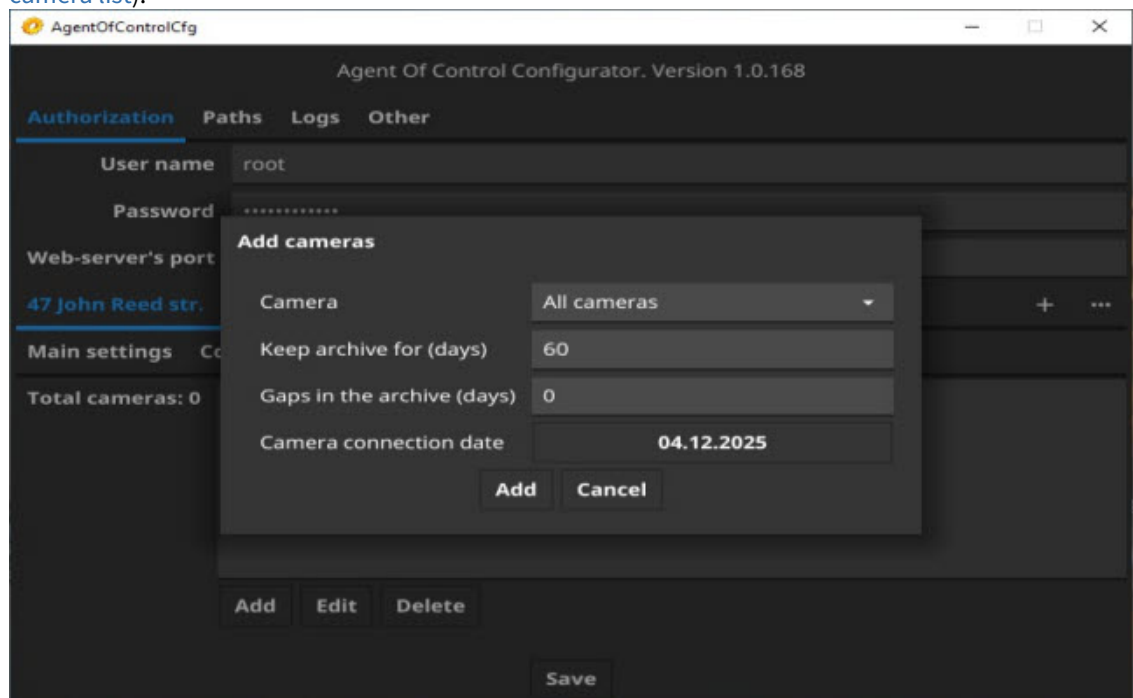 camera list).
AgentOfControlCfg
Agent Of Control Configurator. Version 1.0.168
Authorization Paths Logs Other
User name root
Password ••••••••••••
Web-server's port
Add cameras
47 John Reed str. + ...
Camera All cameras
Main settings Co
Keep archive for (days) 60
Total cameras: 0
Gaps in the archive (days) 0
Camera connection date 04.12.2025
Add Cancel
Add Edit Delete
Save